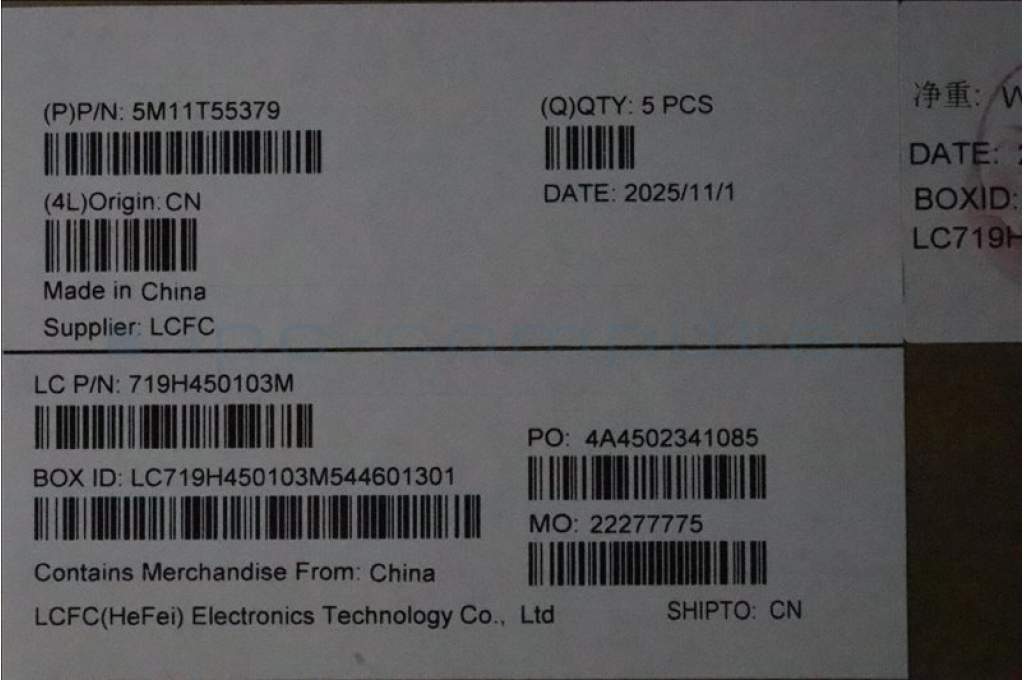 (P)P/N: 5M11T55379
(Q)QTY: 5 PCS
DATE: 2025/11/1
(4L)Origin: CN
Made in China
Supplier: LCFC
LC P/N: 719H450103M
BOX ID: LC719H450103M544601301
PO: 4A4502341085
MO: 22277775
Contains Merchandise From: China
LCFC(HeFei) Electronics Technology Co., Ltd
SHIPTO: CN
净重:
DATE:
BOXID:
LC719H